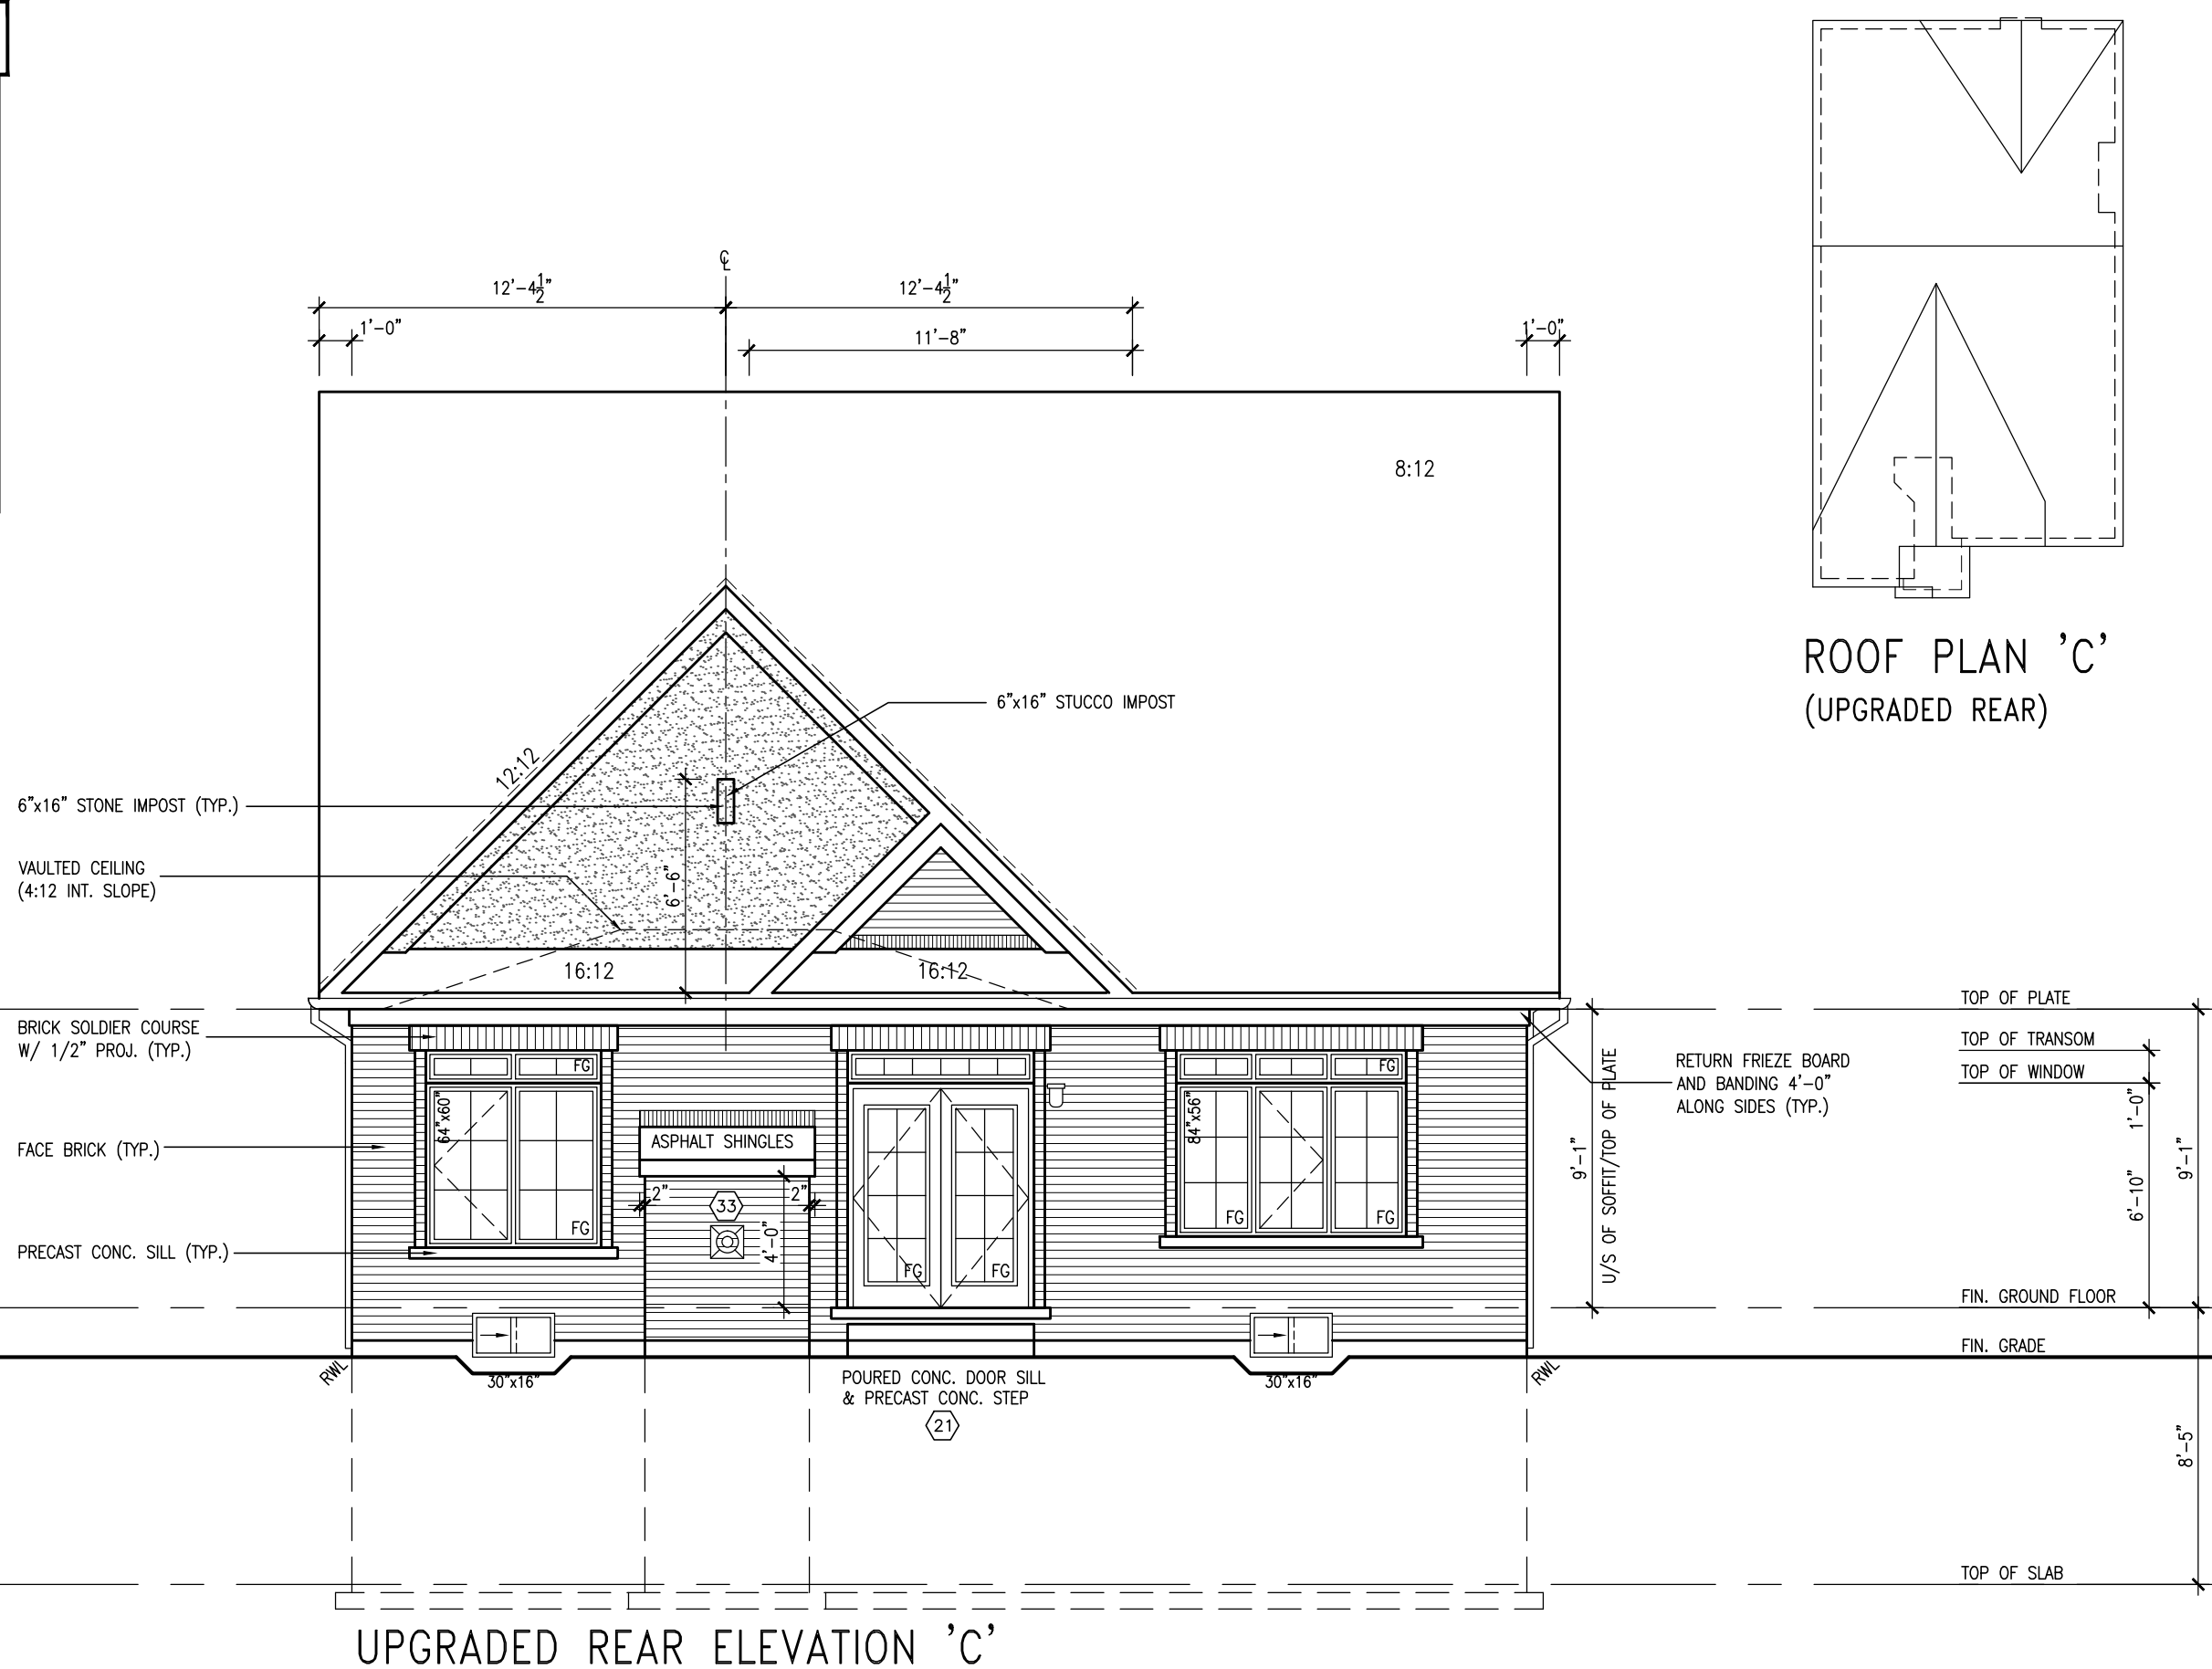 ROOF PLAN 'C'
(UPGRADED REAR)
℄
12'-4½"
12'-4½"
1'-0"
11'-8"
1'-0"
8:12
12:12
6"x16" STUCCO IMPOST
6"x16" STONE IMPOST (TYP.)
VAULTED CEILING
(4:12 INT. SLOPE)
6'-6"
16:12
16:12
BRICK SOLDIER COURSE
W/ 1/2" PROJ. (TYP.)
FACE BRICK (TYP.)
PRECAST CONC. SILL (TYP.)
FG
64"x60"
FG
ASPHALT SHINGLES
2"
33
2"
4'-0"
FG
FG
FG
84"x56"
FG
FG
9'-1"
U/S OF SOFFIT/TOP OF PLATE
RETURN FRIEZE BOARD
AND BANDING 4'-0"
ALONG SIDES (TYP.)
TOP OF PLATE
TOP OF TRANSOM
TOP OF WINDOW
1'-0"
6'-10"
9'-1"
FIN. GROUND FLOOR
FIN. GRADE
RWL
30"x16"
POURED CONC. DOOR SILL
& PRECAST CONC. STEP
21
30"x16"
RWL
8'-5"
TOP OF SLAB
UPGRADED REAR ELEVATION 'C'